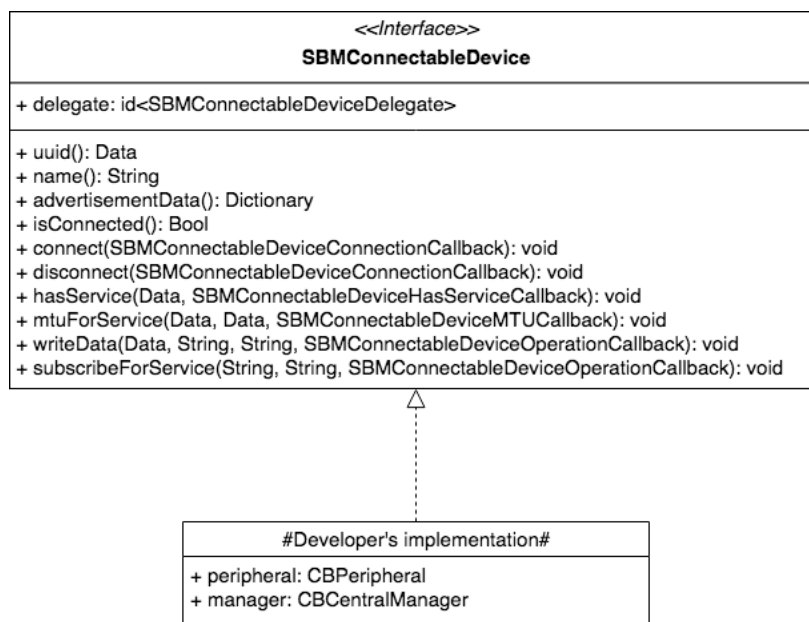 <<Interface>>
SBMConnectableDevice
+ delegate: id<SBMConnectableDeviceDelegate>
+ uuid(): Data
+ name(): String
+ advertisementData(): Dictionary
+ isConnected(): Bool
+ connect(SBMConnectableDeviceConnectionCallback): void
+ disconnect(SBMConnectableDeviceConnectionCallback): void
+ hasService(Data, SBMConnectableDeviceHasServiceCallback): void
+ mtuForService(Data, Data, SBMConnectableDeviceMTUCallback): void
+ writeData(Data, String, String, SBMConnectableDeviceOperationCallback): void
+ subscribeForService(String, String, SBMConnectableDeviceOperationCallback): void
#Developer's implementation#
+ peripheral: CBPeripheral
+ manager: CBCentralManager